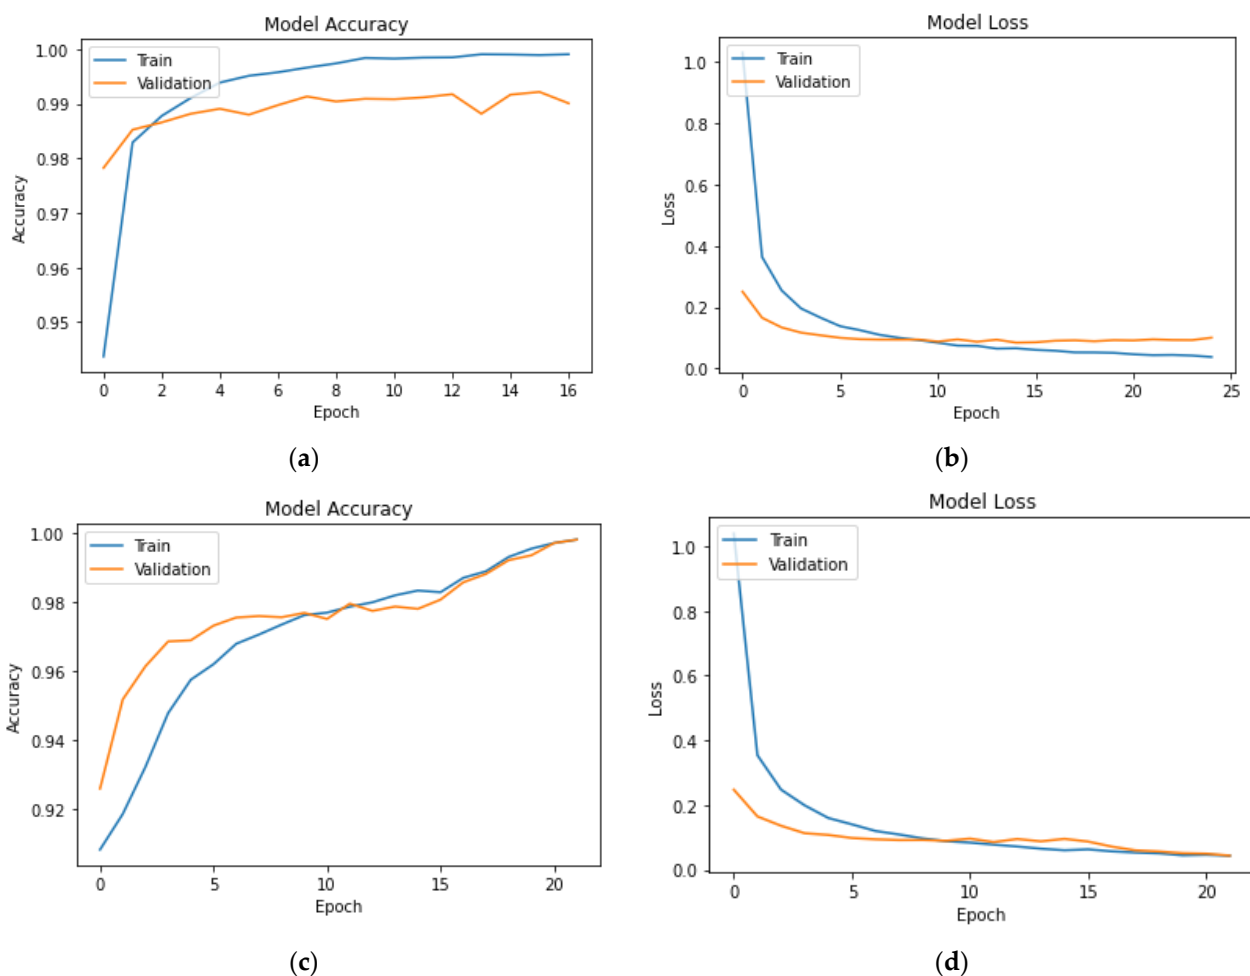 Model Accuracy
1.00
0.99
0.98
0.97
0.96
0.95
Accuracy
Train
Validation
0 2 4 6 8 10 12 14 16
Epoch
(a)
Model Loss
1.0
0.8
0.6
0.4
0.2
0.0
Loss
Train
Validation
0 5 10 15 20 25
Epoch
(b)
Model Accuracy
1.00
0.98
0.96
0.94
0.92
Accuracy
Train
Validation
0 5 10 15 20
Epoch
(c)
Model Loss
1.0
0.8
0.6
0.4
0.2
0.0
Loss
Train
Validation
0 5 10 15 20
Epoch
(d)